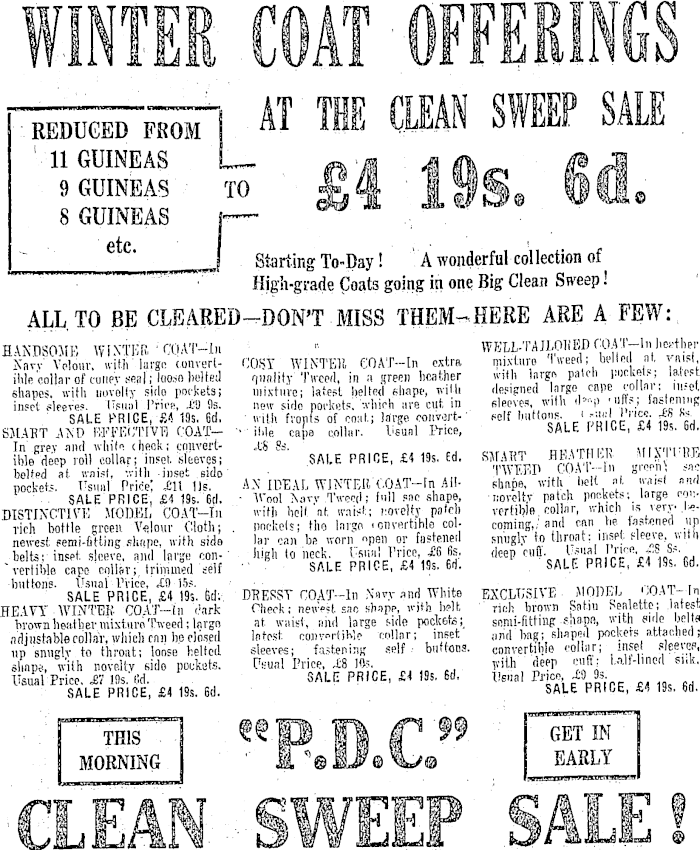 WINTER COAT OFFERINGS
AT THE CLEAN SWEEP SALE
REDUCED FROM
11 GUINEAS
9 GUINEAS
8 GUINEAS
etc.
TO
£4 19s. 6d.
Starting To-Day! A wonderful collection of
High-grade Coats going in one Big Clean Sweep!
ALL TO BE CLEARED—DON'T MISS THEM—HERE ARE A FEW:
HANDSOME WINTER COAT—In
Navy Velour, with large convert-
ible collar of coney seal; loose belted
shapes, with novelty side pockets;
inset sleeves. Usual Price, £9 9s.
SALE PRICE, £4 19s. 6d.
SMART AND EFFECTIVE COAT—
In grey and white check; convert-
ible deep roll collar; inset sleeves;
belted at waist, with inset side
pockets. Usual Price, £11 11s.
SALE PRICE, £4 19s. 6d.
DISTINCTIVE MODEL COAT—In
rich bottle green Velour Cloth;
newest semi-fitting shape, with side
belts; inset sleeve, and large con-
vertible cape collar; trimmed self
buttons. Usual Price, £9 15s.
SALE PRICE, £4 19s. 6d.
HEAVY WINTER COAT—In dark
brown heather mixture Tweed; large
adjustable collar, which can be closed
up snugly to throat; loose belted
shape, with novelty side pockets.
Usual Price, £7 19s. 6d.
SALE PRICE, £4 19s. 6d.
COSY WINTER COAT—In extra
quality Tweed, in a green heather
mixture; latest belted shape, with
new side pockets, which are cut in
with fronts of coat; large convert-
ible cape collar. Usual Price,
£8 8s.
SALE PRICE, £4 19s. 6d.
AN IDEAL WINTER COAT—In All-
Wool Navy Tweed; full sac shape,
with belt at waist; novelty patch
pockets; the large convertible col-
lar can be worn open or fastened
high to neck. Usual Price, £6 6s.
SALE PRICE, £4 19s. 6d.
DRESSY COAT—In Navy and White
Check; newest sac shape, with belt
at waist, and large side pockets;
latest convertible collar; inset
sleeves; fastening self buttons.
Usual Price, £8 10s.
SALE PRICE, £4 19s. 6d.
WELL-TAILORED COAT—In heather
mixture Tweed; belted at waist,
with large patch pockets; latest
designed large cape collar; inset
sleeves, with deep cuffs; fastening
self buttons. Usual Price, £8 8s.
SALE PRICE, £4 19s. 6d.
SMART HEATHER MIXTURE
TWEED COAT—In green; sac
shape, with belt at waist and
novelty patch pockets; large con-
vertible collar, which is very be-
coming, and can be fastened up
snugly to throat; inset sleeve, with
deep cuff. Usual Price, £8 8s.
SALE PRICE, £4 19s. 6d.
EXCLUSIVE MODEL COAT—In
rich brown Satin Sealette; latest
semi-fitting shape, with side belts
and bag; shaped pockets attached;
convertible collar; inset sleeves,
with deep cuff; half-lined silk.
Usual Price, £9 9s.
SALE PRICE, £4 19s. 6d.
THIS
MORNING
"P.D.C."
GET IN
EARLY
CLEAN SWEEP SALE!